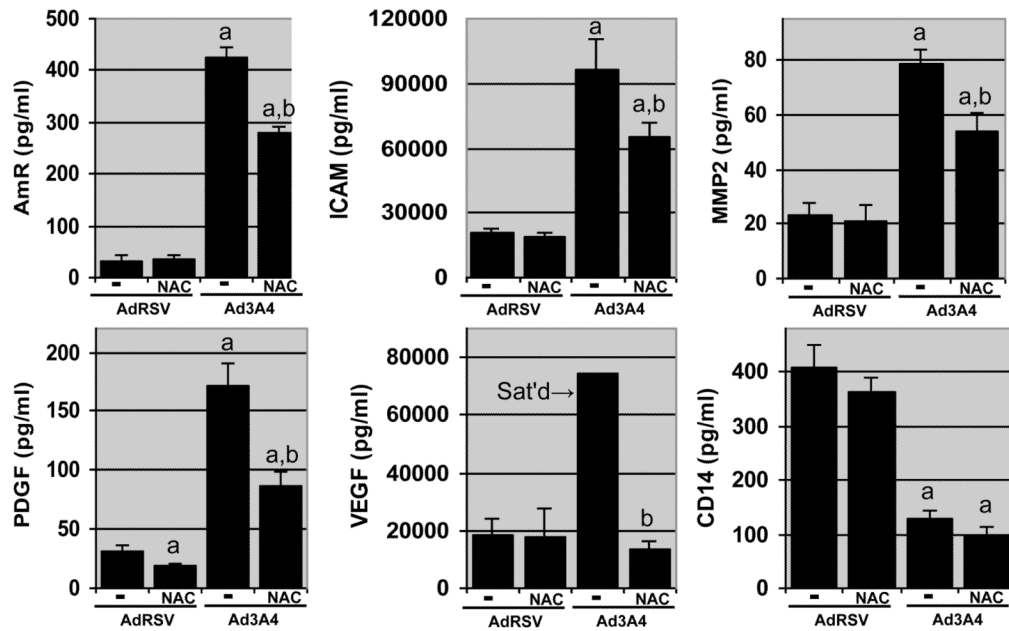 AmR (pg/ml)
500
400
300
200
100
0
a
a,b
- NAC - NAC
AdRSV Ad3A4
ICAM (pg/ml)
120000
90000
60000
30000
0
a
a,b
- NAC - NAC
AdRSV Ad3A4
MMP2 (pg/ml)
80
60
40
20
0
a
a,b
- NAC - NAC
AdRSV Ad3A4
PDGF (pg/ml)
200
150
100
50
0
a
a
a,b
- NAC - NAC
AdRSV Ad3A4
VEGF (pg/ml)
80000
60000
40000
20000
0
Sat'd→
b
- NAC - NAC
AdRSV Ad3A4
CD14 (pg/ml)
400
300
200
100
0
a a
- NAC - NAC
AdRSV Ad3A4